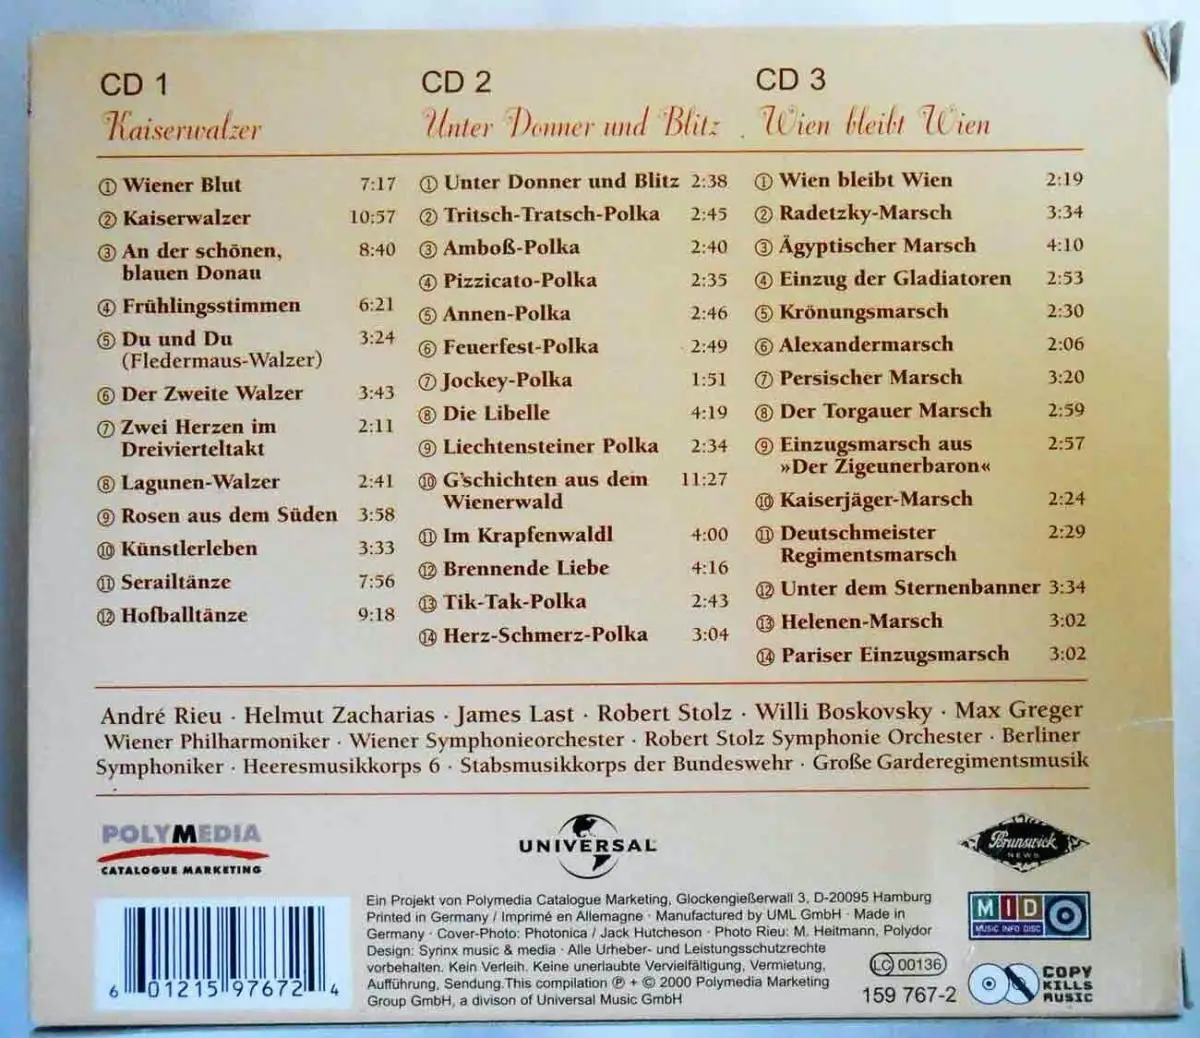 CD 1
Kaiserwalzer
① Wiener Blut 7:17
② Kaiserwalzer 10:57
③ An der schönen, 8:40
blauen Donau
④ Frühlingsstimmen 6:21
⑤ Du und Du 3:24
(Fledermaus-Walzer)
⑥ Der Zweite Walzer 3:43
⑦ Zwei Herzen im 2:11
Dreivierteltakt
⑧ Lagunen-Walzer 2:41
⑨ Rosen aus dem Süden 3:58
⑩ Künstlerleben 3:33
⑪ Serailtänze 7:56
⑫ Hofballtänze 9:18
CD 2
Unter Donner und Blitz
① Unter Donner und Blitz 2:38
② Tritsch-Tratsch-Polka 2:45
③ Amboß-Polka 2:40
④ Pizzicato-Polka 2:35
⑤ Annen-Polka 2:46
⑥ Feuerfest-Polka 2:49
⑦ Jockey-Polka 1:51
⑧ Die Libelle 4:19
⑨ Liechtensteiner Polka 2:34
⑩ G'schichten aus dem 11:27
Wienerwald
⑪ Im Krapfenwaldl 4:00
⑫ Brennende Liebe 4:16
⑬ Tik-Tak-Polka 2:43
⑭ Herz-Schmerz-Polka 3:04
CD 3
Wien bleibt Wien
① Wien bleibt Wien 2:19
② Radetzky-Marsch 3:34
③ Ägyptischer Marsch 4:10
④ Einzug der Gladiatoren 2:53
⑤ Krönungsmarsch 2:30
⑥ Alexandermarsch 2:06
⑦ Persischer Marsch 3:20
⑧ Der Torgauer Marsch 2:59
⑨ Einzugsmarsch aus 2:57
»Der Zigeunerbaron«
⑩ Kaiserjäger-Marsch 2:24
⑪ Deutschmeister 2:29
Regimentsmarsch
⑫ Unter dem Sternenbanner 3:34
⑬ Helenen-Marsch 3:02
⑭ Pariser Einzugsmarsch 3:02
André Rieu · Helmut Zacharias · James Last · Robert Stolz · Willi Boskovsky · Max Greger
Wiener Philharmoniker · Wiener Symphonieorchester · Robert Stolz Symphonie Orchester · Berliner
Symphoniker · Heeresmusikkorps 6 · Stabsmusikkorps der Bundeswehr · Große Garderegimentsmusik
POLYMEDIA
CATALOGUE MARKETING
UNIVERSAL
Brunswick
NEWS
Ein Projekt von Polymedia Catalogue Marketing, Glockengießerwall 3, D-20095 Hamburg
Printed in Germany / Imprimé en Allemagne · Manufactured by UML GmbH · Made in
Germany · Cover-Photo: Photonica / Jack Hutcheson · Photo Rieu: M. Heitmann, Polydor
Design: Syrinx music & media · Alle Urheber- und Leistungsschutzrechte
vorbehalten. Kein Verleih. Keine unerlaubte Vervielfältigung, Vermietung,
Aufführung, Sendung.This compilation ℗ + © 2000 Polymedia Marketing
Group GmbH, a divison of Universal Music GmbH
LC 00136
159 767-2
MID
MUSIC INFO DISC
COPY
KILLS
MUSIC
6 01215 97672 4